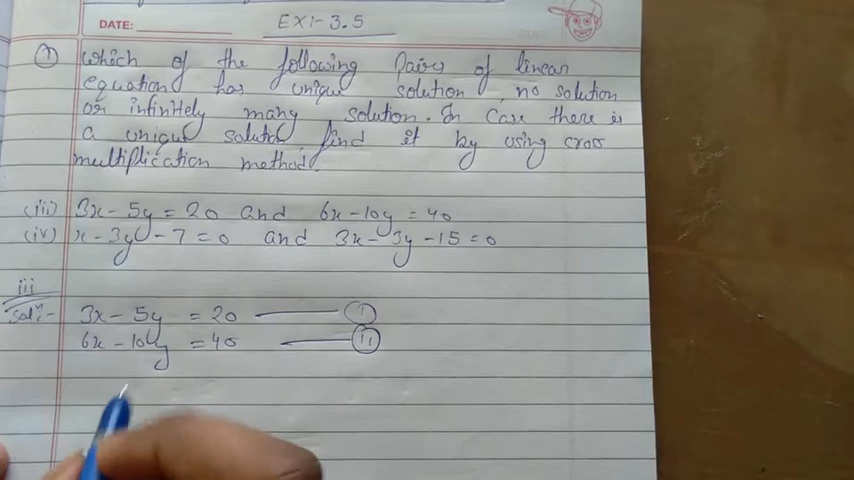 DATE:
EX:- 3.5
① which of the following pairs of linear
equation has unique solution, no solution
or infinitely many solution. In case there is
a unique solution find it by using cross
multiplication method.
(iii) 3x - 5y = 20 and 6x - 10y = 40
(iv) x - 3y - 7 = 0 and 3x - 3y - 15 = 0
iii
Solⁿ:- 3x - 5y = 20 —— (i)
6x - 10y = 40 —— (ii)